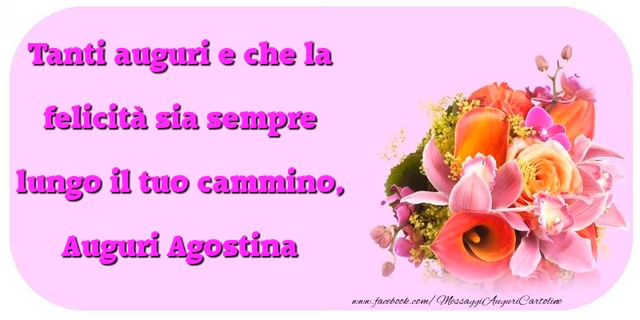 Tanti auguri e che la
felicità sia sempre
lungo il tuo cammino,
Auguri Agostina
www.facebook.com/MessaggiAuguriCartoline